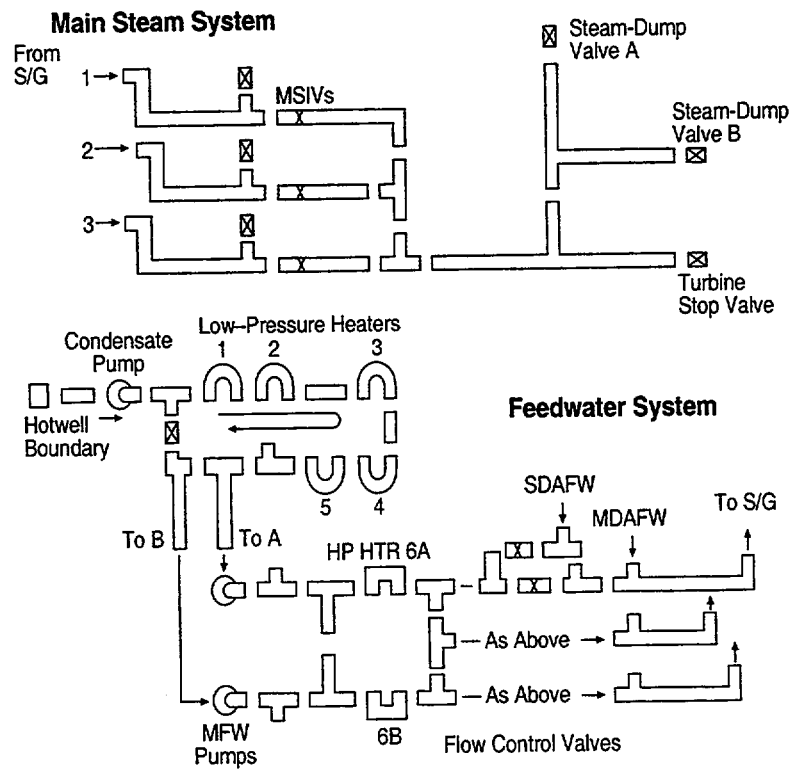 Main Steam System
From
S/G
1
2
3
MSIVs
Steam-Dump
Valve A
Steam-Dump
Valve B
Turbine
Stop Valve
Low-Pressure Heaters
1 2 3
Condensate
Pump
Hotwell
Boundary
Feedwater System
5 4
To B
To A
HP HTR 6A
SDAFW
MDAFW
To S/G
As Above
As Above
MFW
Pumps
6B
Flow Control Valves